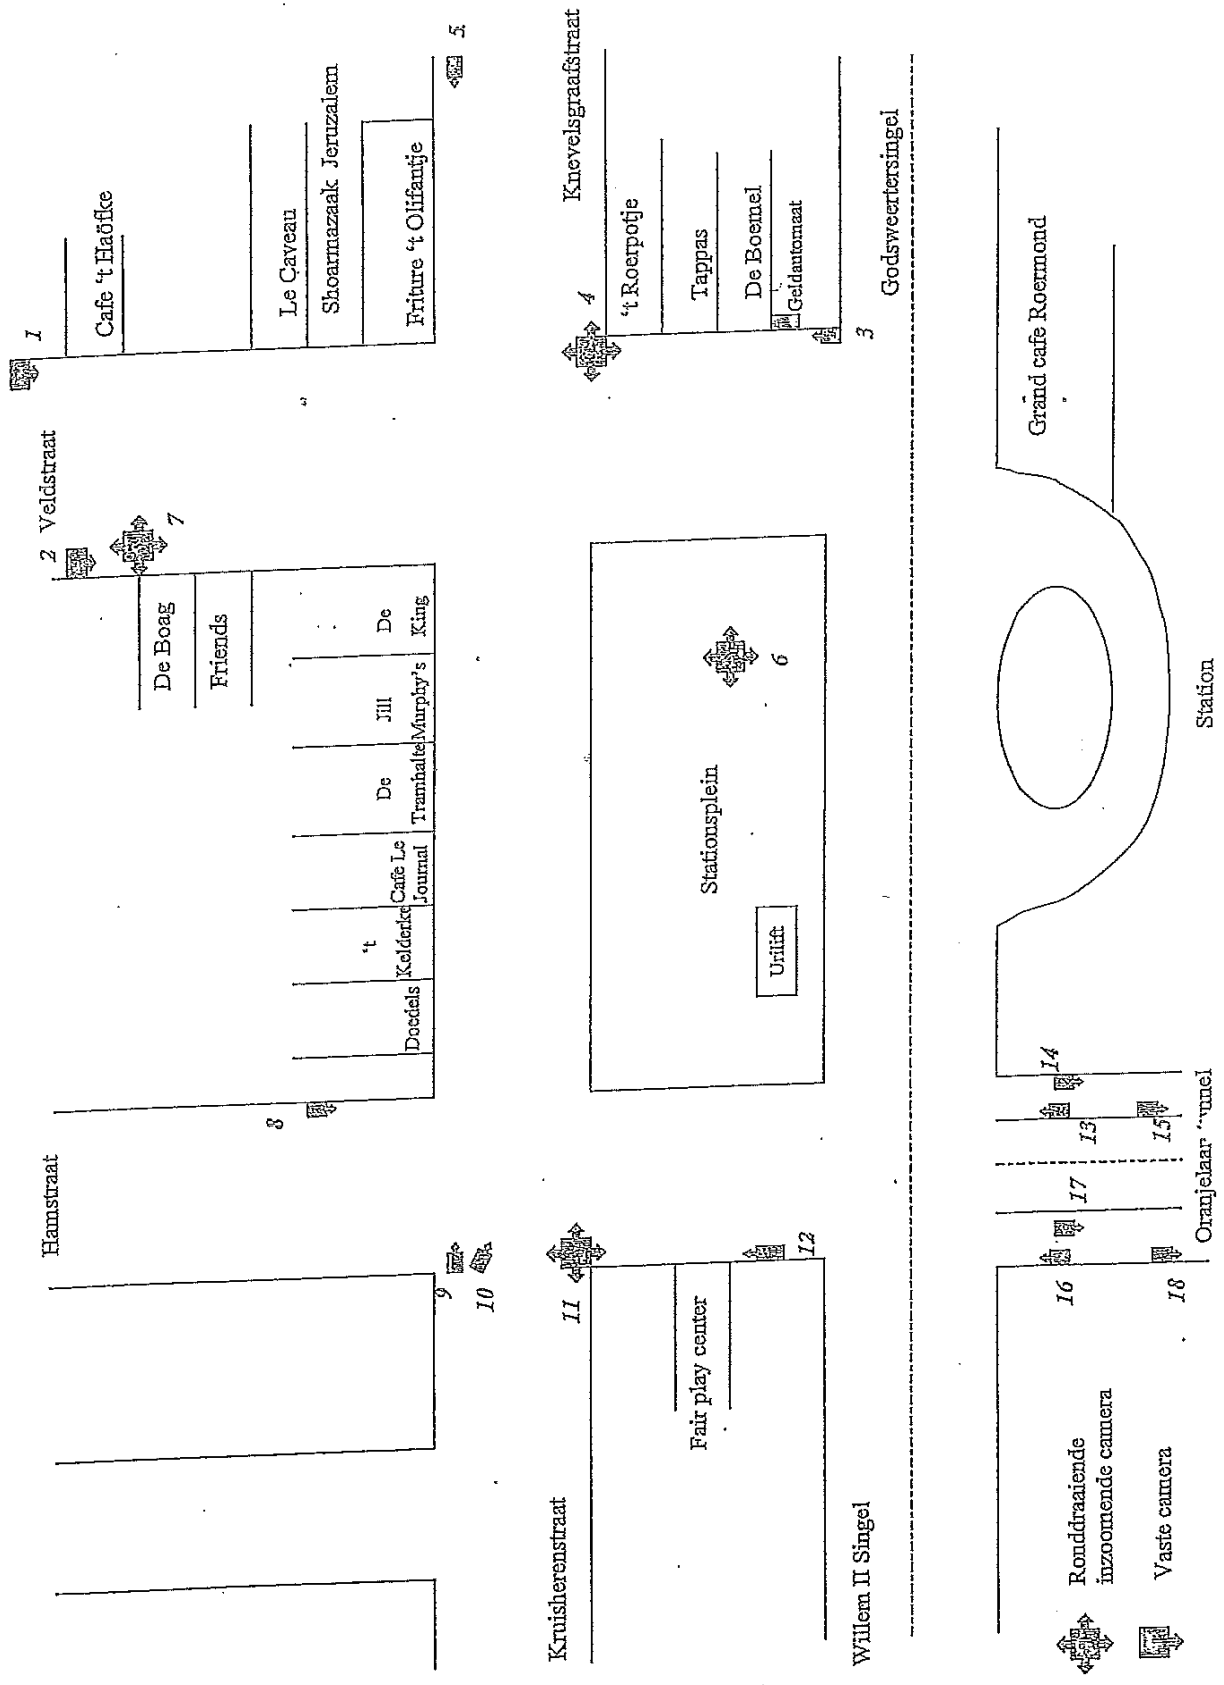 Hamstraat
2 Veldstraat
1
Cafe 't Haöfke
De Boag
7
Friends
Le Caveau
Shoarmazaak Jeruzalem
Friture 't Olifantje
8
Doedels
't
Kelderke
Cafe Le
Journal
De
Tramhalte
Jill
Murphy's
De
King
5
9
10
Kruisherenstraat
11
4
Knevelsgraafstraat
't Roerpotje
Tappas
De Boemel
Geldautomaat
3
Fair play center
12
Stationsplein
6
Urilift
Willem II Singel
Godsweertersingel
Grand cafe Roermond
16
17
13
14
18
15
Oranjelaar
Station
Ronddraaiende
inzoomende camera
Vaste camera